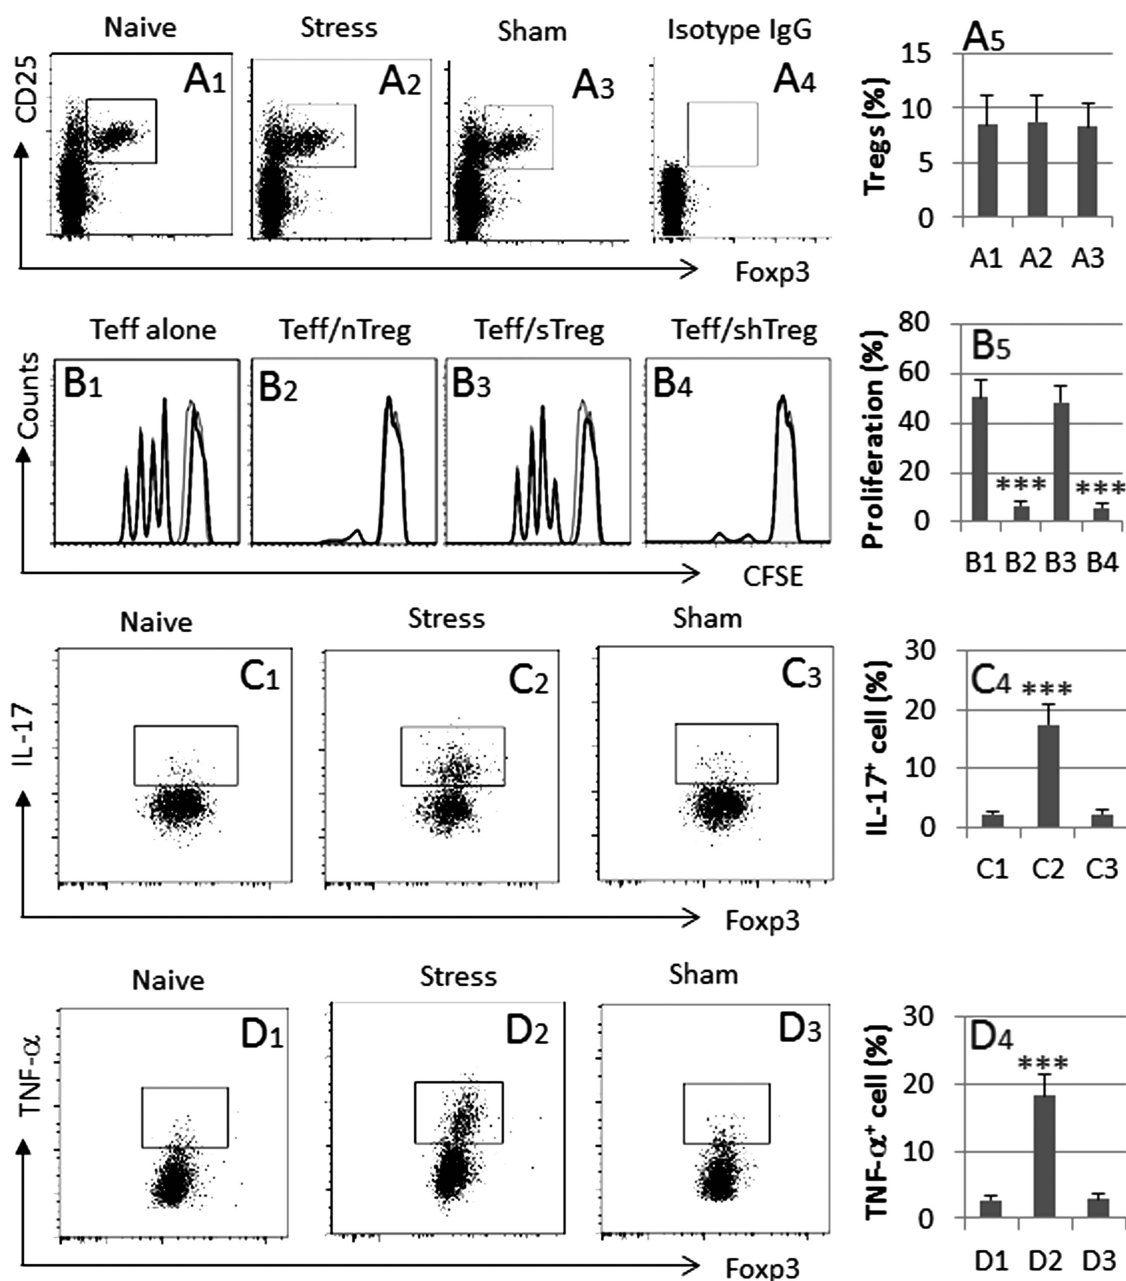 Naive Stress Sham Isotype IgG
CD25
A1 A2 A3 A4
Foxp3
A5
Tregs (%)
15
10
5
0
A1 A2 A3
Teff alone Teff/nTreg Teff/sTreg Teff/shTreg
Counts
B1 B2 B3 B4
CFSE
B5
Proliferation (%)
80
60
40
20
0
*** ***
B1 B2 B3 B4
Naive Stress Sham
IL-17
C1 C2 C3
Foxp3
C4
IL-17+ cell (%)
30
20
10
0
***
C1 C2 C3
Naive Stress Sham
TNF-α
D1 D2 D3
Foxp3
D4
TNF-α+ cell (%)
30
20
10
0
***
D1 D2 D3